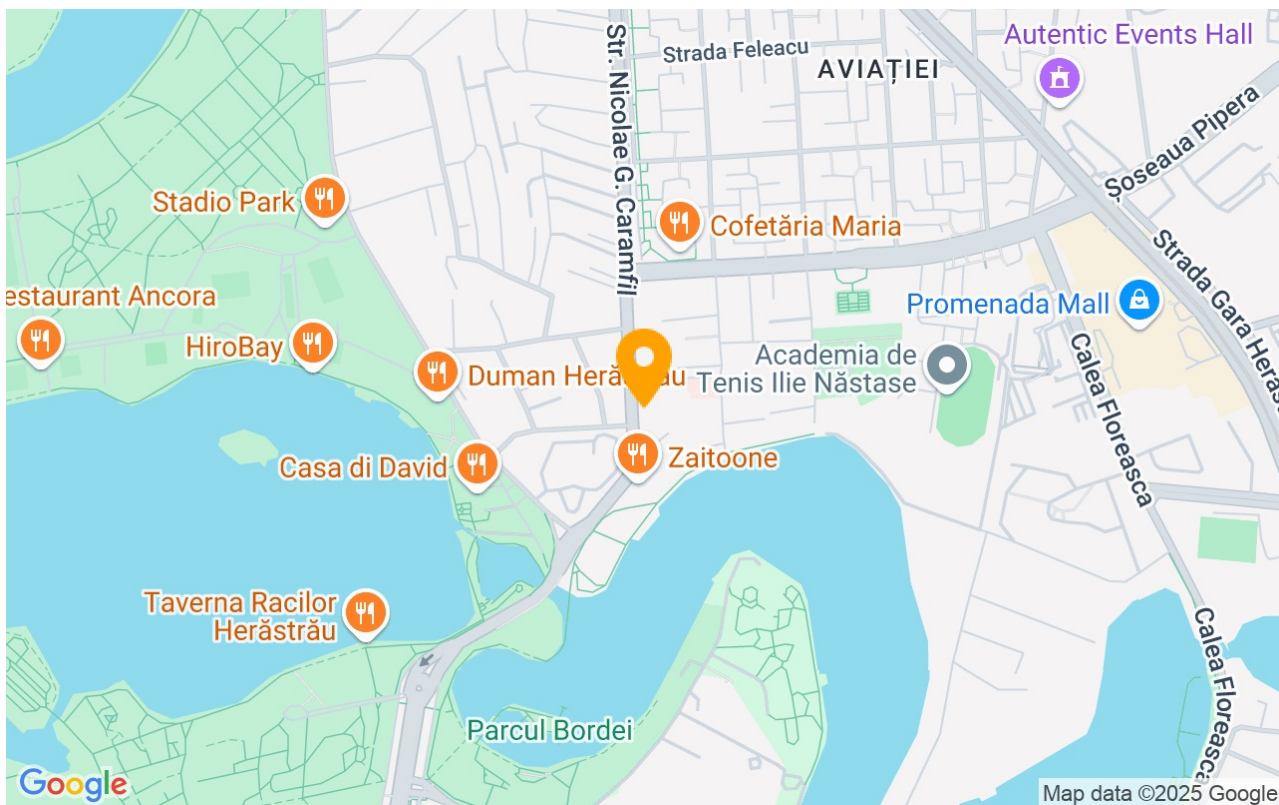 Autentic Events Hall
Strada Feleacu
AVIAȚIEI
Șoseaua Pipera
Str. Nicolae G. Caramfil
Stadio Park
Cofetăria Maria
Strada Gara Herăs
estaurant Ancora
Promenada Mall
HiroBay
Duman Herăstrău
Academia de
Tenis Ilie Năstase
Calea Floreasca
Casa di David
Zaitoone
Taverna Racilor
Herăstrău
Calea Floreasca
Parcul Bordei
Google
Map data ©2025 Google